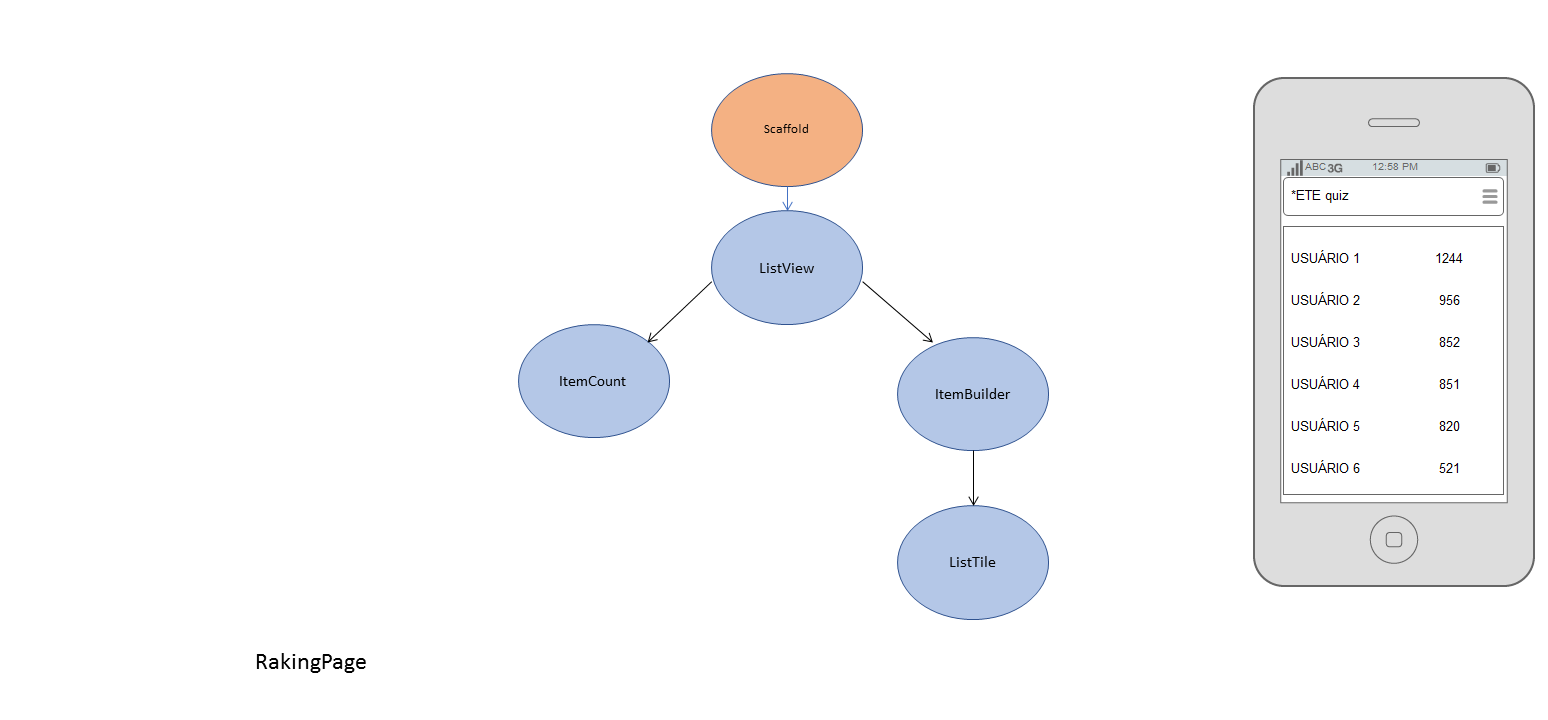 Scaffold
ListView
ItemCount
ItemBuilder
ListTile
RakingPage
ABC 3G 12:58 PM
*ETE quiz
USUÁRIO 1 1244
USUÁRIO 2 956
USUÁRIO 3 852
USUÁRIO 4 851
USUÁRIO 5 820
USUÁRIO 6 521